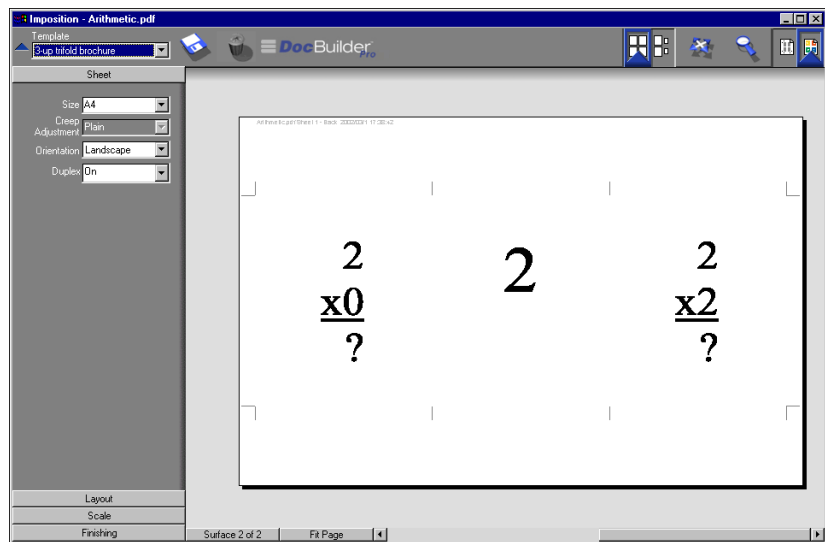 Imposition - Arithmetic.pdf
Template
3-up trifold brochure
DocBuilder Pro
Sheet
Size A4
Creep Adjustment Plain
Orientation Landscape
Duplex On
2
x0
?
2
2
x2
?
Layout
Scale
Finishing
Surface 2 of 2
Fit Page